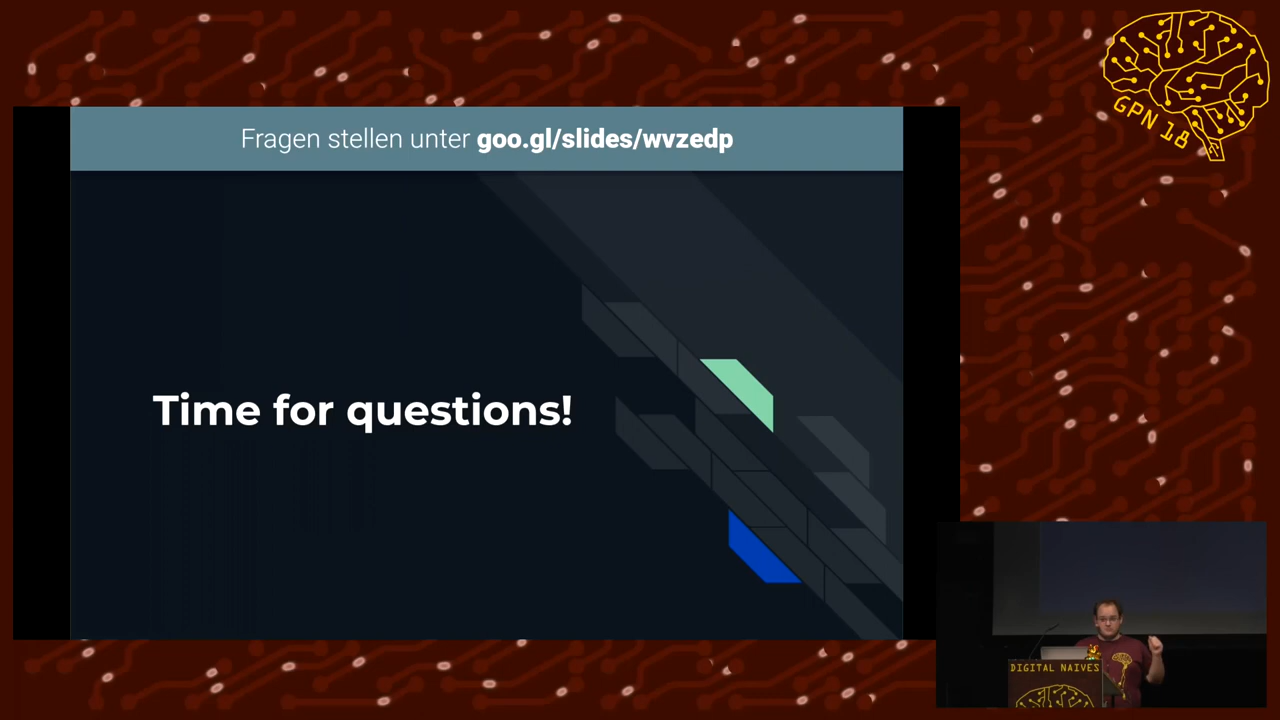 GPN 18
Fragen stellen unter goo.gl/slides/wvzedp
Time for questions!
DIGITAL NAIVES